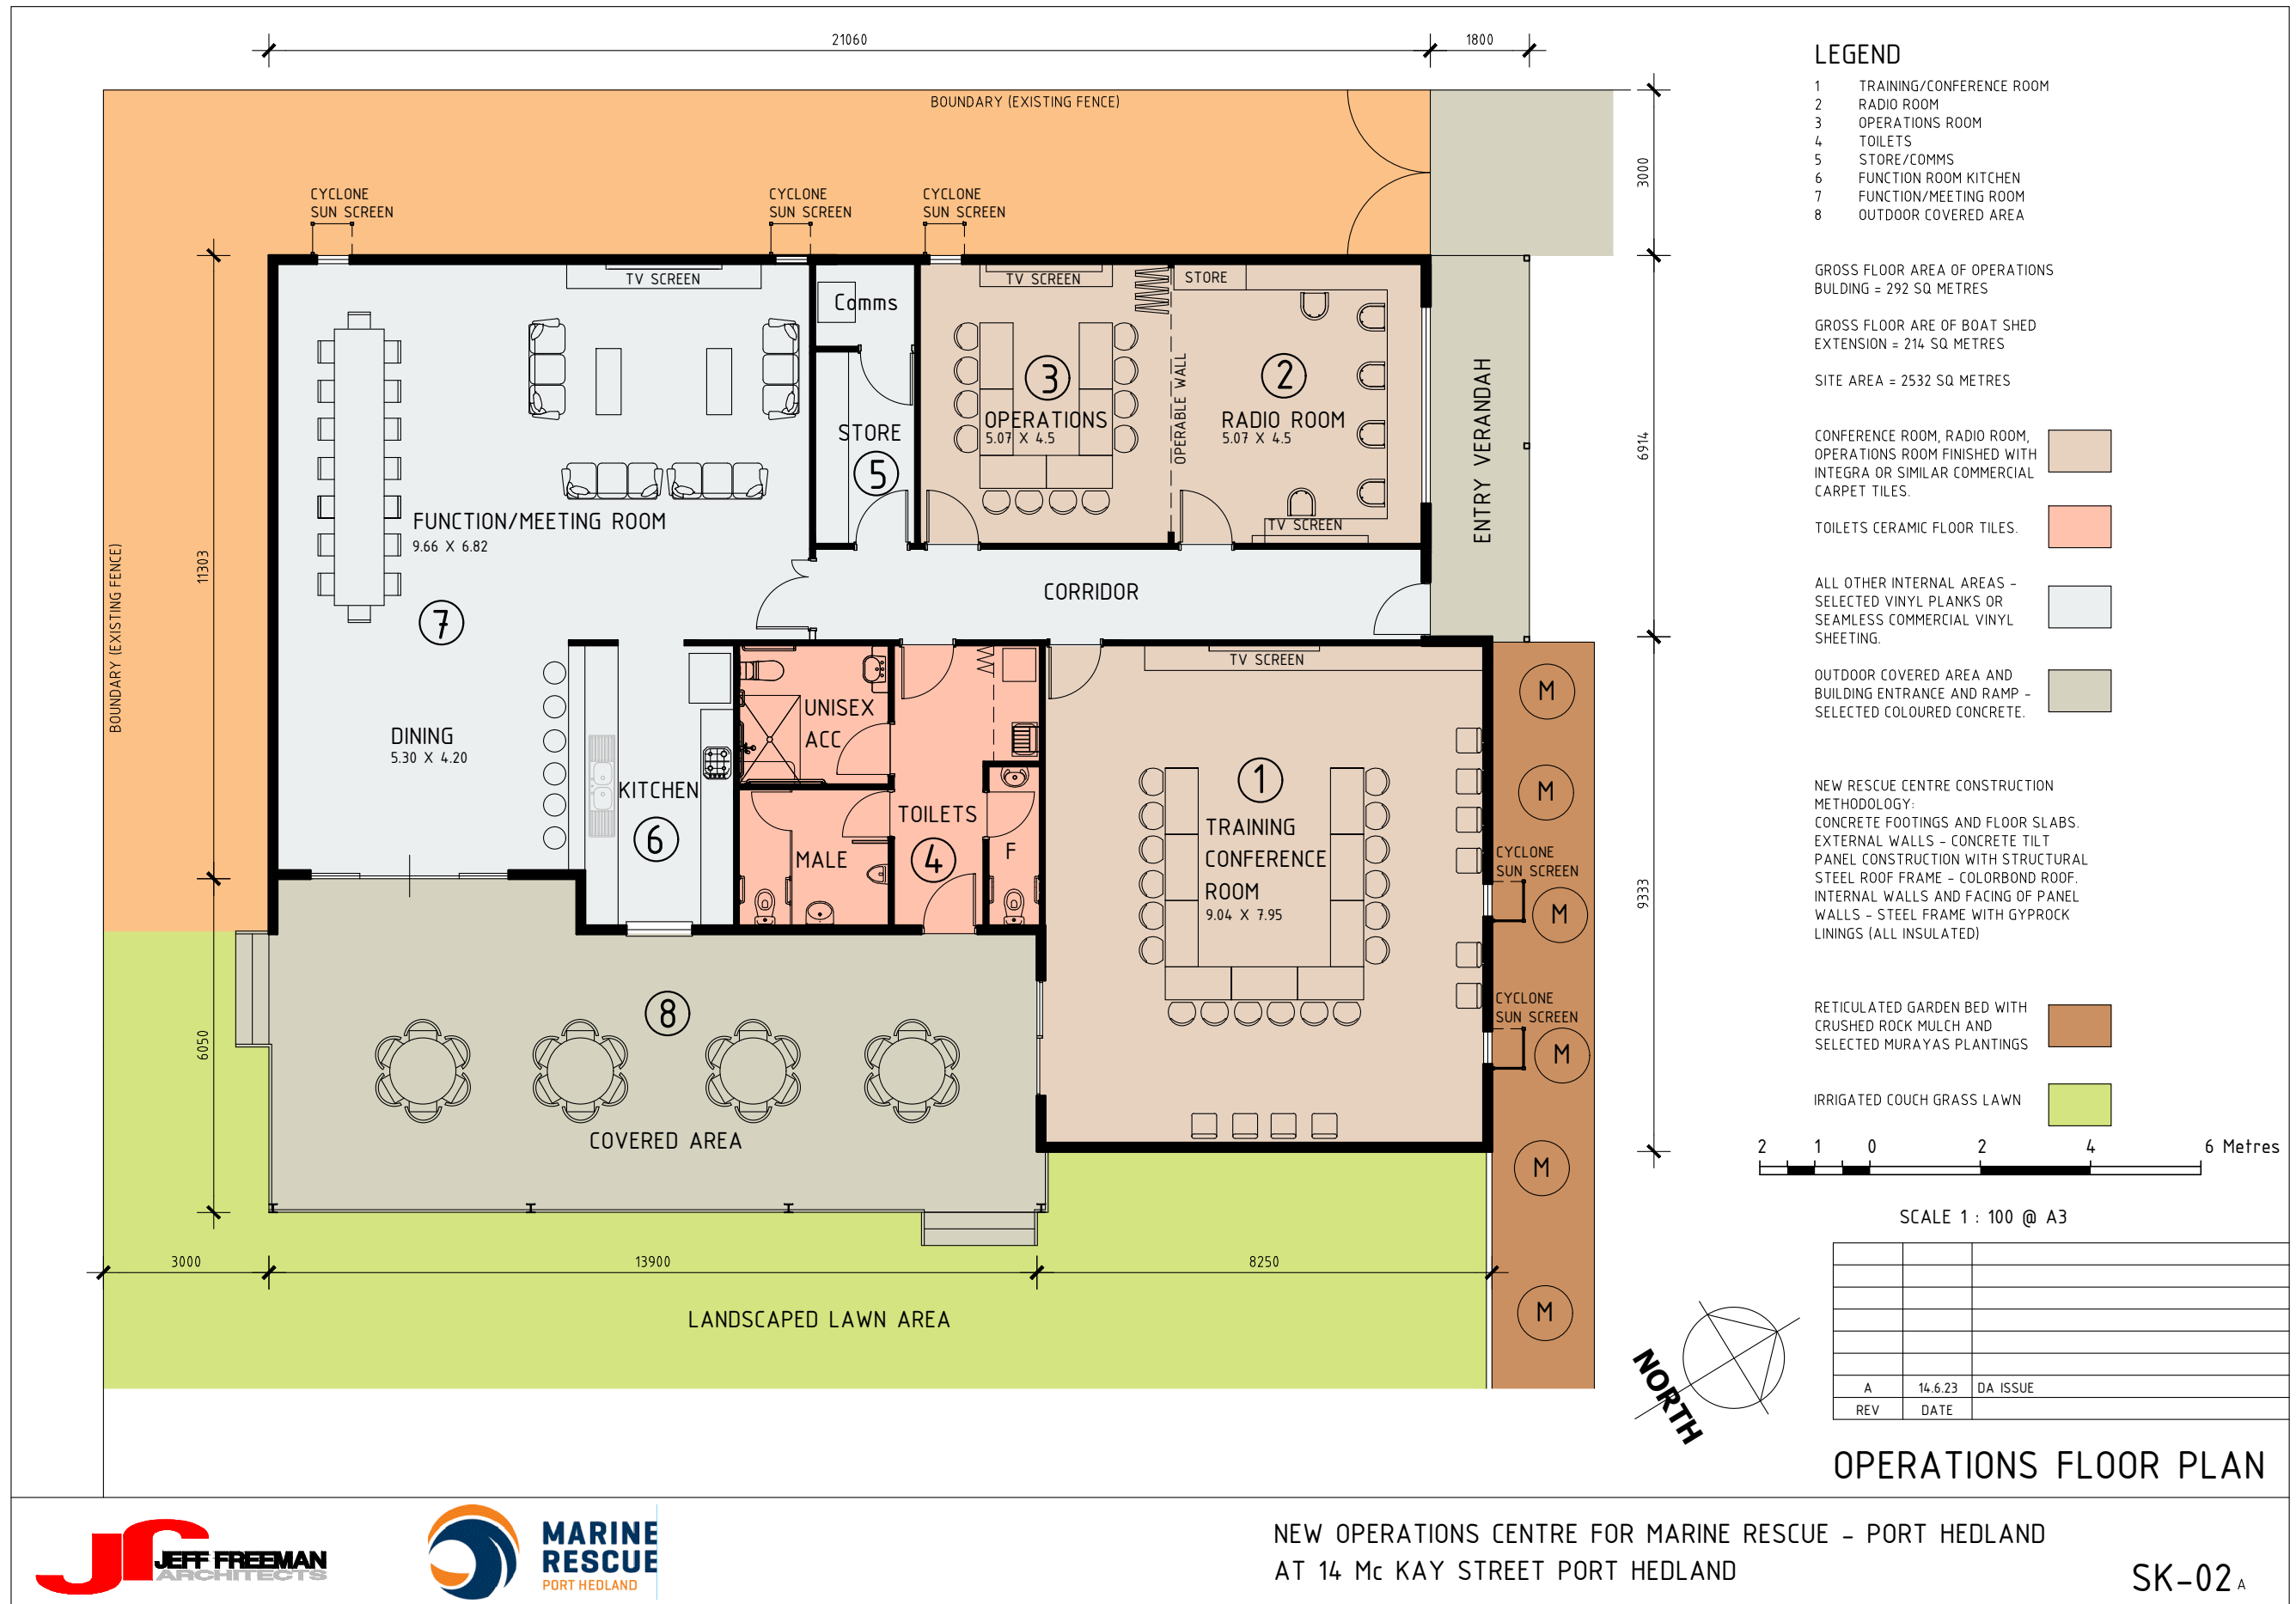 21060
1800
BOUNDARY (EXISTING FENCE)
3000
CYCLONE
SUN SCREEN
CYCLONE
SUN SCREEN
CYCLONE
SUN SCREEN
TV SCREEN
Comms
TV SCREEN
STORE
3
OPERATIONS
5.07 X 4.5
OPERABLE WALL
2
RADIO ROOM
5.07 X 4.5
TV SCREEN
ENTRY VERANDAH
6914
STORE
5
FUNCTION/MEETING ROOM
9.66 X 6.82
7
11303
BOUNDARY (EXISTING FENCE)
CORRIDOR
TV SCREEN
DINING
5.30 X 4.20
KITCHEN
6
UNISEX
ACC
MALE
TOILETS
4
F
1
TRAINING
CONFERENCE
ROOM
9.04 X 7.95
M
M
CYCLONE
SUN SCREEN
M
CYCLONE
SUN SCREEN
M
M
M
9333
8
COVERED AREA
6050
3000
13900
8250
LANDSCAPED LAWN AREA
LEGEND
1 TRAINING/CONFERENCE ROOM
2 RADIO ROOM
3 OPERATIONS ROOM
4 TOILETS
5 STORE/COMMS
6 FUNCTION ROOM KITCHEN
7 FUNCTION/MEETING ROOM
8 OUTDOOR COVERED AREA
GROSS FLOOR AREA OF OPERATIONS
BULDING = 292 SQ METRES
GROSS FLOOR ARE OF BOAT SHED
EXTENSION = 214 SQ METRES
SITE AREA = 2532 SQ METRES
CONFERENCE ROOM, RADIO ROOM,
OPERATIONS ROOM FINISHED WITH
INTEGRA OR SIMILAR COMMERCIAL
CARPET TILES.
TOILETS CERAMIC FLOOR TILES.
ALL OTHER INTERNAL AREAS -
SELECTED VINYL PLANKS OR
SEAMLESS COMMERCIAL VINYL
SHEETING.
OUTDOOR COVERED AREA AND
BUILDING ENTRANCE AND RAMP -
SELECTED COLOURED CONCRETE.
NEW RESCUE CENTRE CONSTRUCTION
METHODOLOGY:
CONCRETE FOOTINGS AND FLOOR SLABS.
EXTERNAL WALLS - CONCRETE TILT
PANEL CONSTRUCTION WITH STRUCTURAL
STEEL ROOF FRAME - COLORBOND ROOF.
INTERNAL WALLS AND FACING OF PANEL
WALLS - STEEL FRAME WITH GYPROCK
LININGS (ALL INSULATED)
RETICULATED GARDEN BED WITH
CRUSHED ROCK MULCH AND
SELECTED MURAYAS PLANTINGS
IRRIGATED COUCH GRASS LAWN
2 1 0 2 4 6 Metres
SCALE 1 : 100 @ A3
NORTH
A 14.6.23 DA ISSUE
REV DATE
OPERATIONS FLOOR PLAN
JEFF FREEMAN
ARCHITECTS
MARINE
RESCUE
PORT HEDLAND
NEW OPERATIONS CENTRE FOR MARINE RESCUE - PORT HEDLAND
AT 14 Mc KAY STREET PORT HEDLAND
SK-02 A